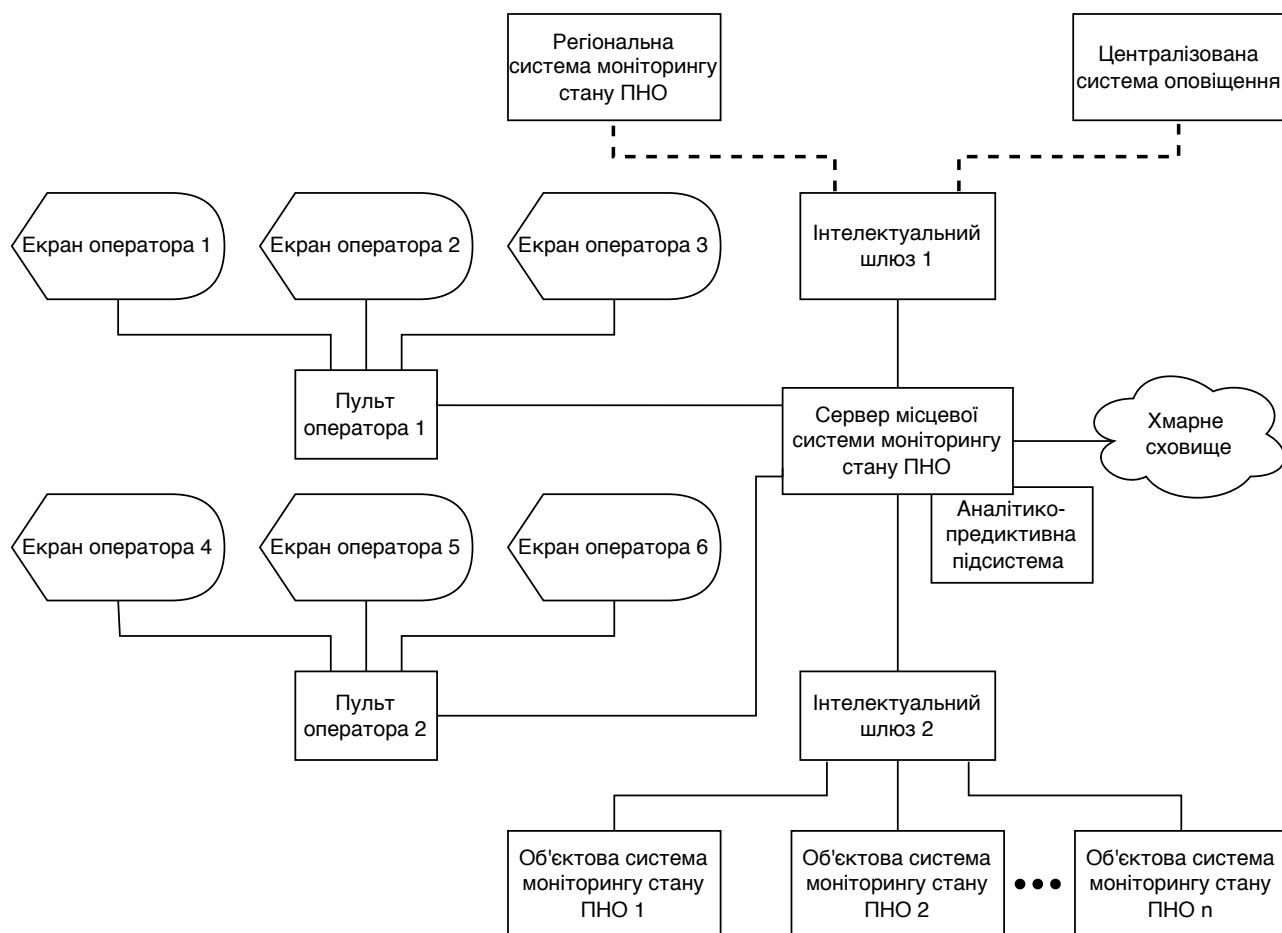 Регіональна
система моніторингу
стану ПНО
Централізована
система оповіщення
Екран оператора 1
Екран оператора 2
Екран оператора 3
Інтелектуальний
шлюз 1
Пульт
оператора 1
Сервер місцевої
системи моніторингу
стану ПНО
Хмарне
сховище
Аналітико-
предиктивна
підсистема
Екран оператора 4
Екран оператора 5
Екран оператора 6
Пульт
оператора 2
Інтелектуальний
шлюз 2
Об'єктова система
моніторингу стану
ПНО 1
Об'єктова система
моніторингу стану
ПНО 2
Об'єктова система
моніторингу стану
ПНО n